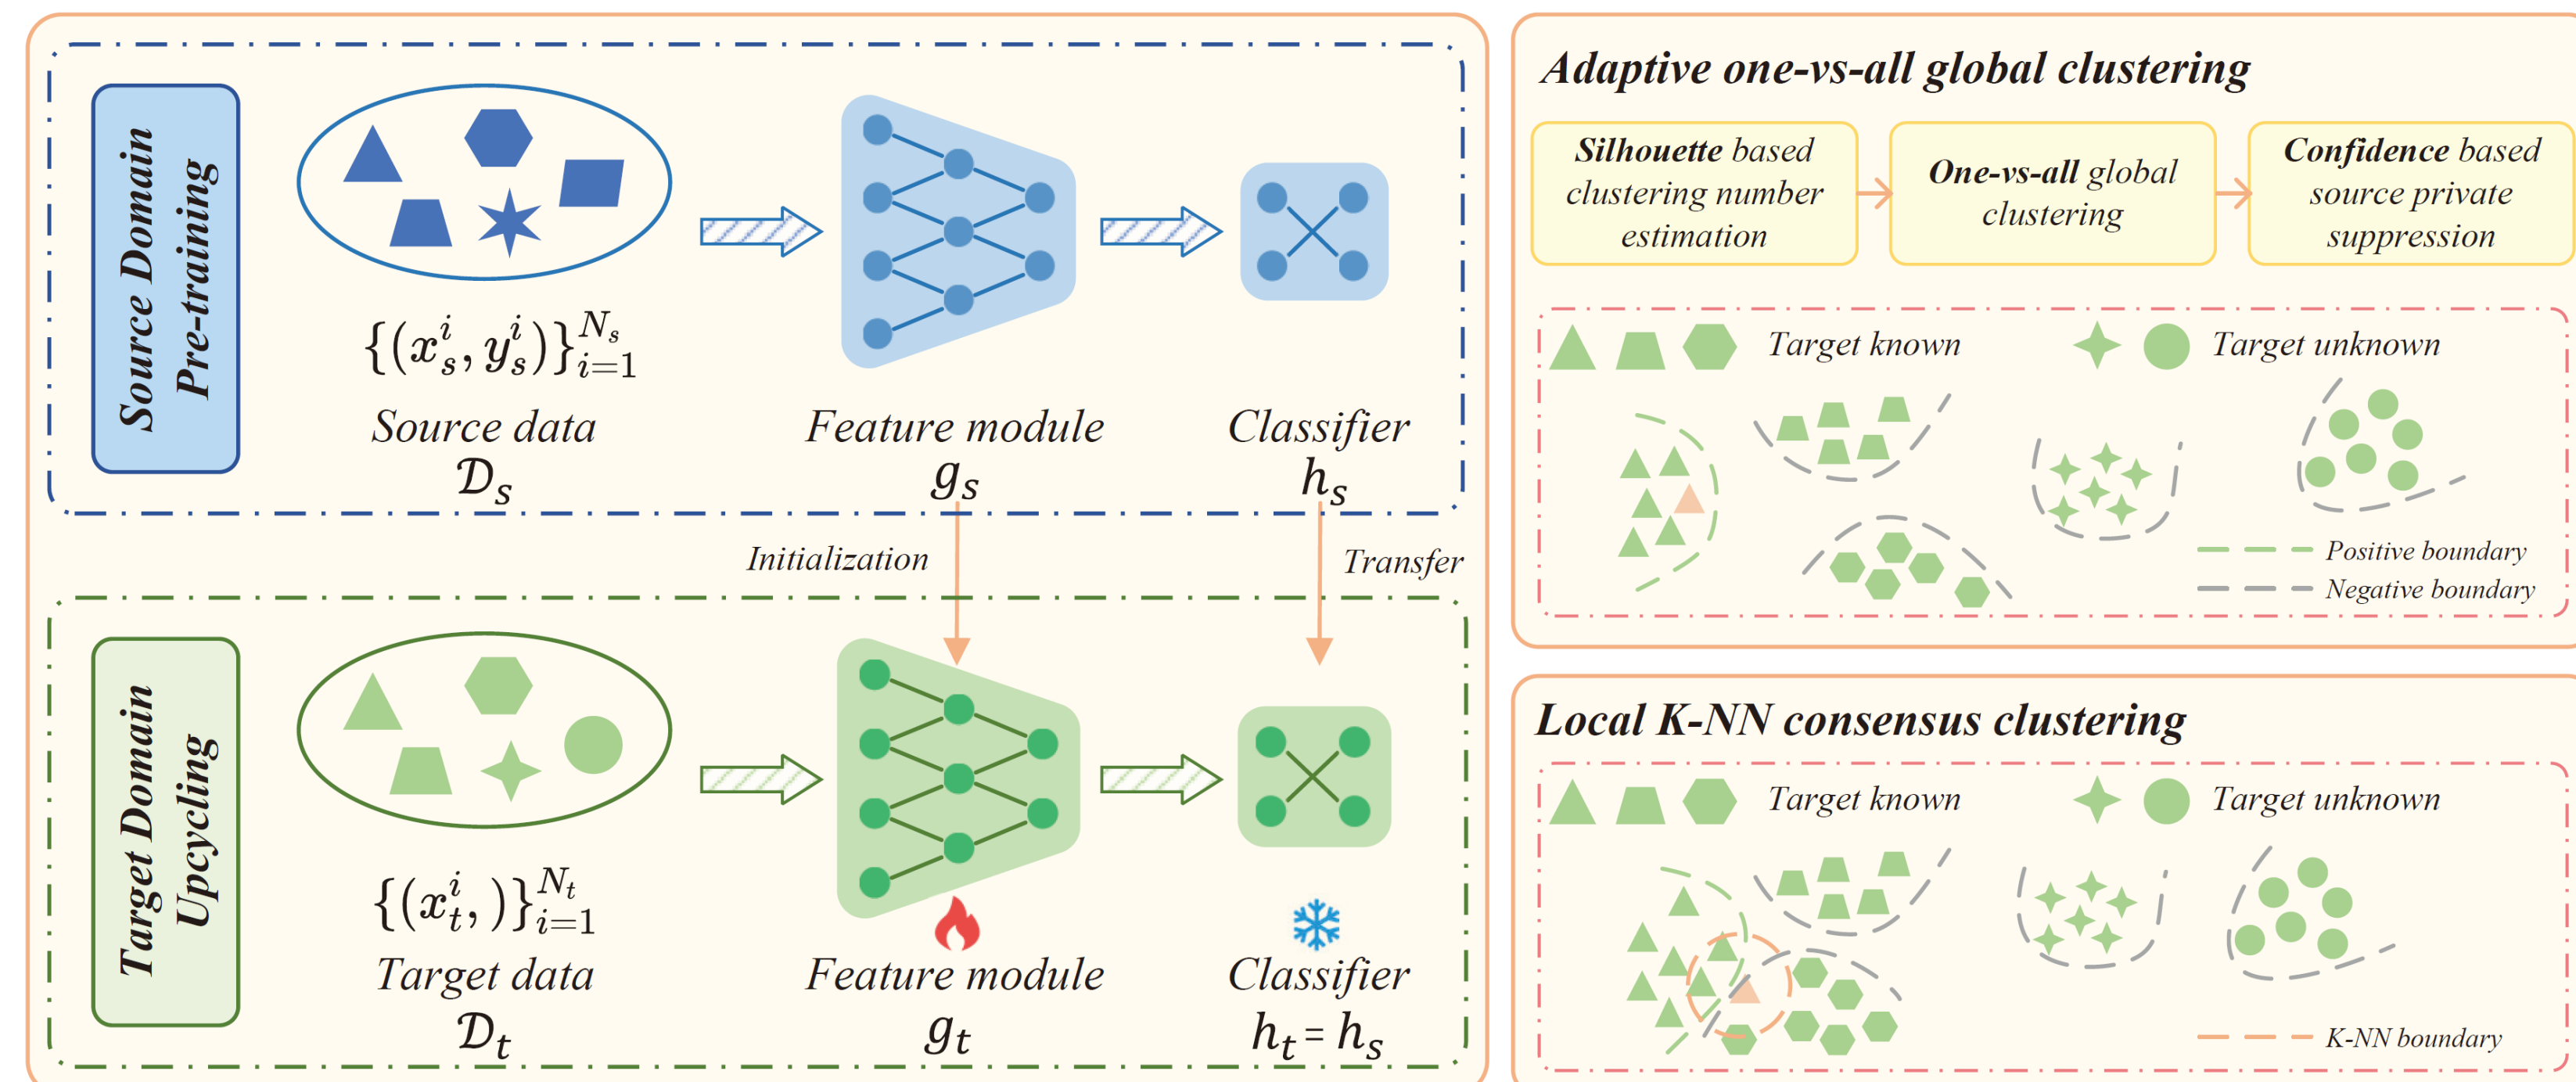 Source Domain
Pre-training
{(x_s^i, y_s^i)}_{i=1}^{N_s}
Source data
𝒟_s
Feature module
g_s
Classifier
h_s
Initialization
Transfer
Target Domain
Upcycling
{(x_t^i, )}_{i=1}^{N_t}
Target data
𝒟_t
Feature module
g_t
Classifier
h_t = h_s
Adaptive one-vs-all global clustering
Silhouette based
clustering number
estimation
One-vs-all global
clustering
Confidence based
source private
suppression
Target known
Target unknown
Positive boundary
Negative boundary
Local K-NN consensus clustering
Target known
Target unknown
K-NN boundary